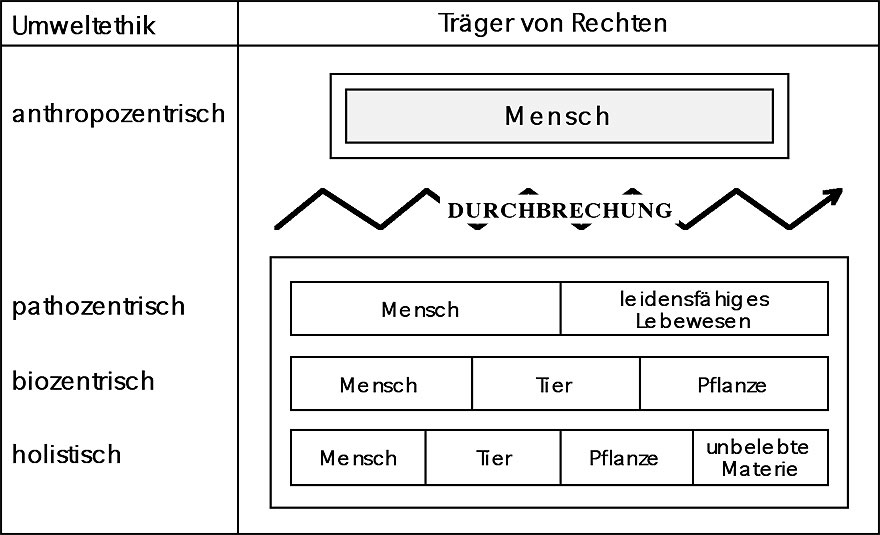 Umweltethik
Träger von Rechten
anthropozentrisch
Mensch
DURCHBRECHUNG
pathozentrisch
Mensch
leidensfähiges
Lebewesen
biozentrisch
Mensch
Tier
Pflanze
holistisch
Mensch
Tier
Pflanze
unbelebte
Materie